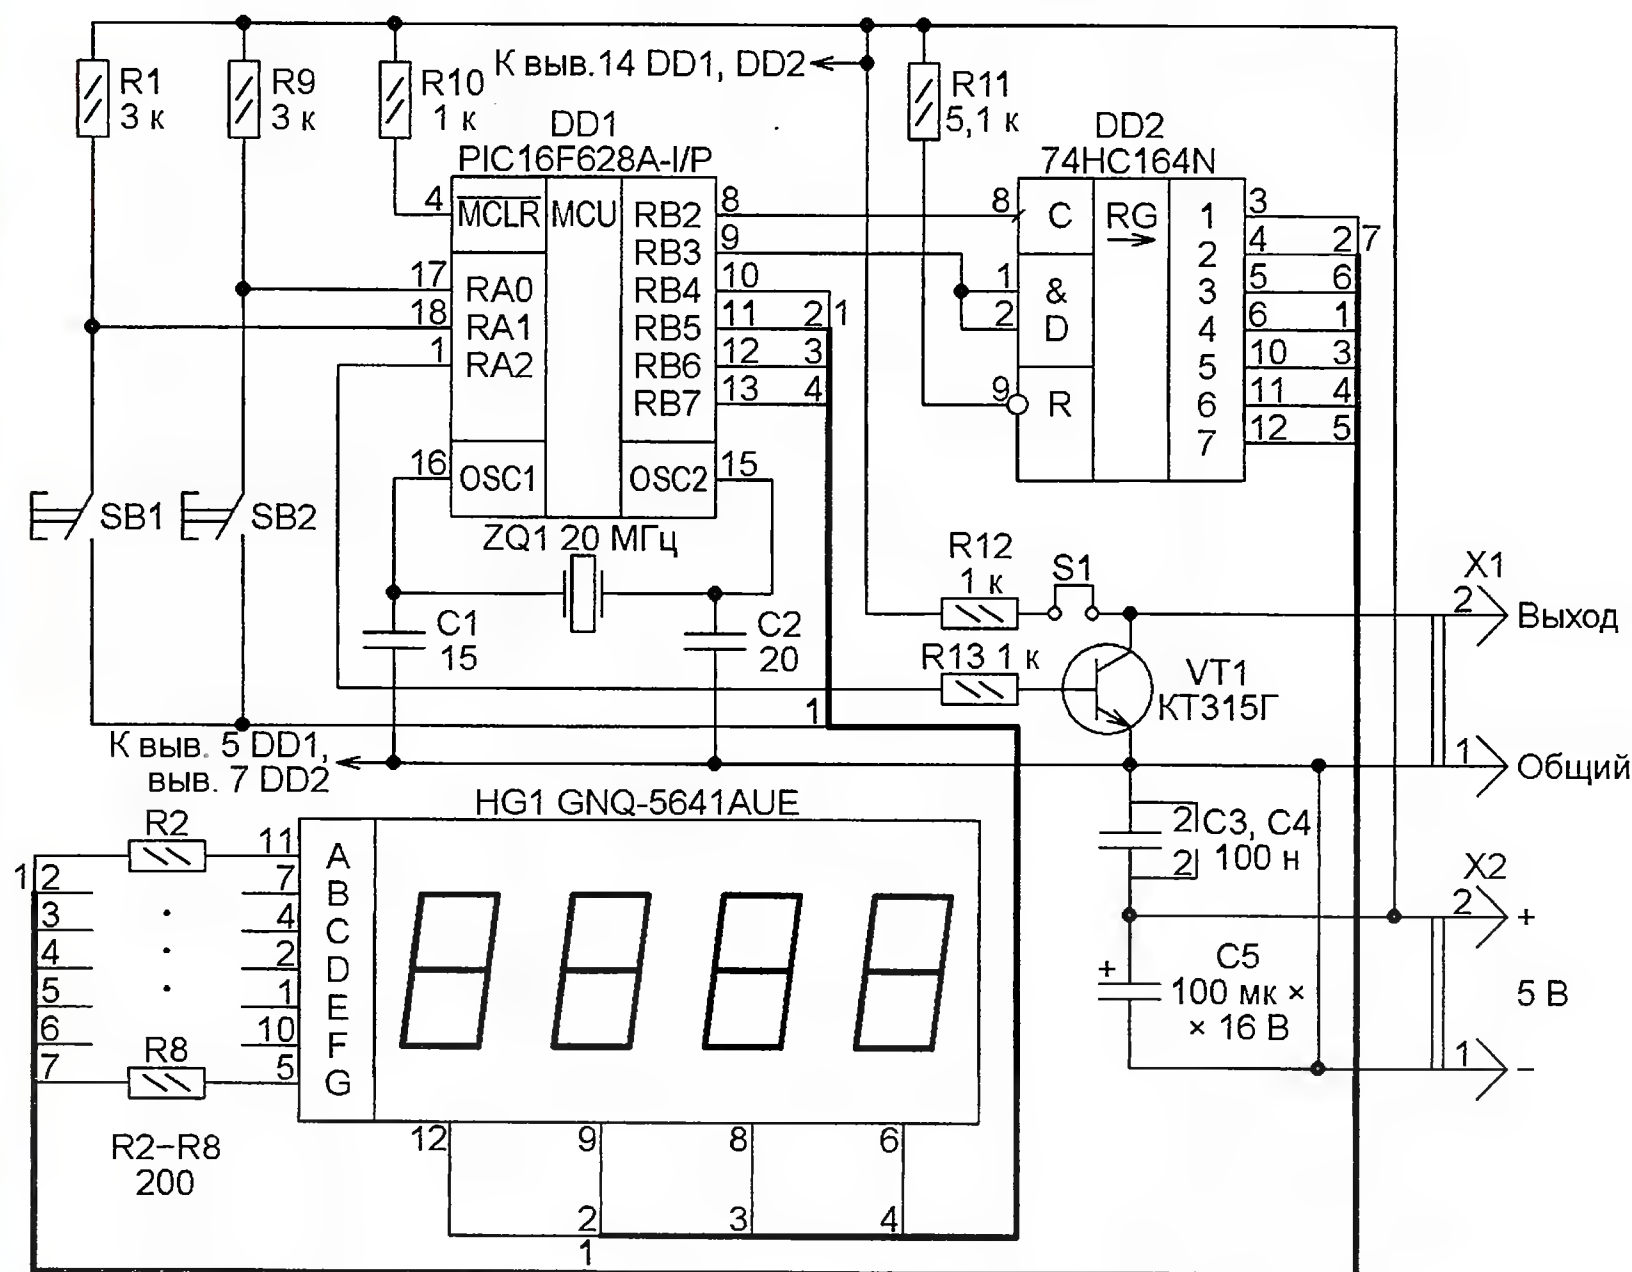 К выв.14 DD1, DD2
R1
3 к
R9
3 к
R10
1 к
R11
5,1 к
DD1
PIC16F628A-I/P
DD2
74HC164N
4
MCLR
MCU
RB2
8
RB3
9
17
RA0
RB4
10
18
RA1
RB5
11
2
1
1
RA2
RB6
12
3
RB7
13
4
16
OSC1
OSC2
15
8
C
RG
1
3
7
2
4
2
1
&
3
5
6
2
D
4
6
1
5
10
3
9
R
6
11
4
7
12
5
SB1
SB2
ZQ1 20 МГц
C1
15
C2
20
R12
1 к
S1
R13 1 к
VT1
КТ315Г
X1
2
Выход
1
Общий
1
К выв. 5 DD1,
выв. 7 DD2
HG1 GNQ-5641AUE
2
C3, C4
2
100 н
X2
2
+
5 В
1
–
+
C5
100 мк ×
× 16 В
R2
11
A
1
2
7
B
3
4
C
4
2
D
5
1
E
6
10
F
7
R8
5
G
R2–R8
200
12
9
8
6
2
3
4
1